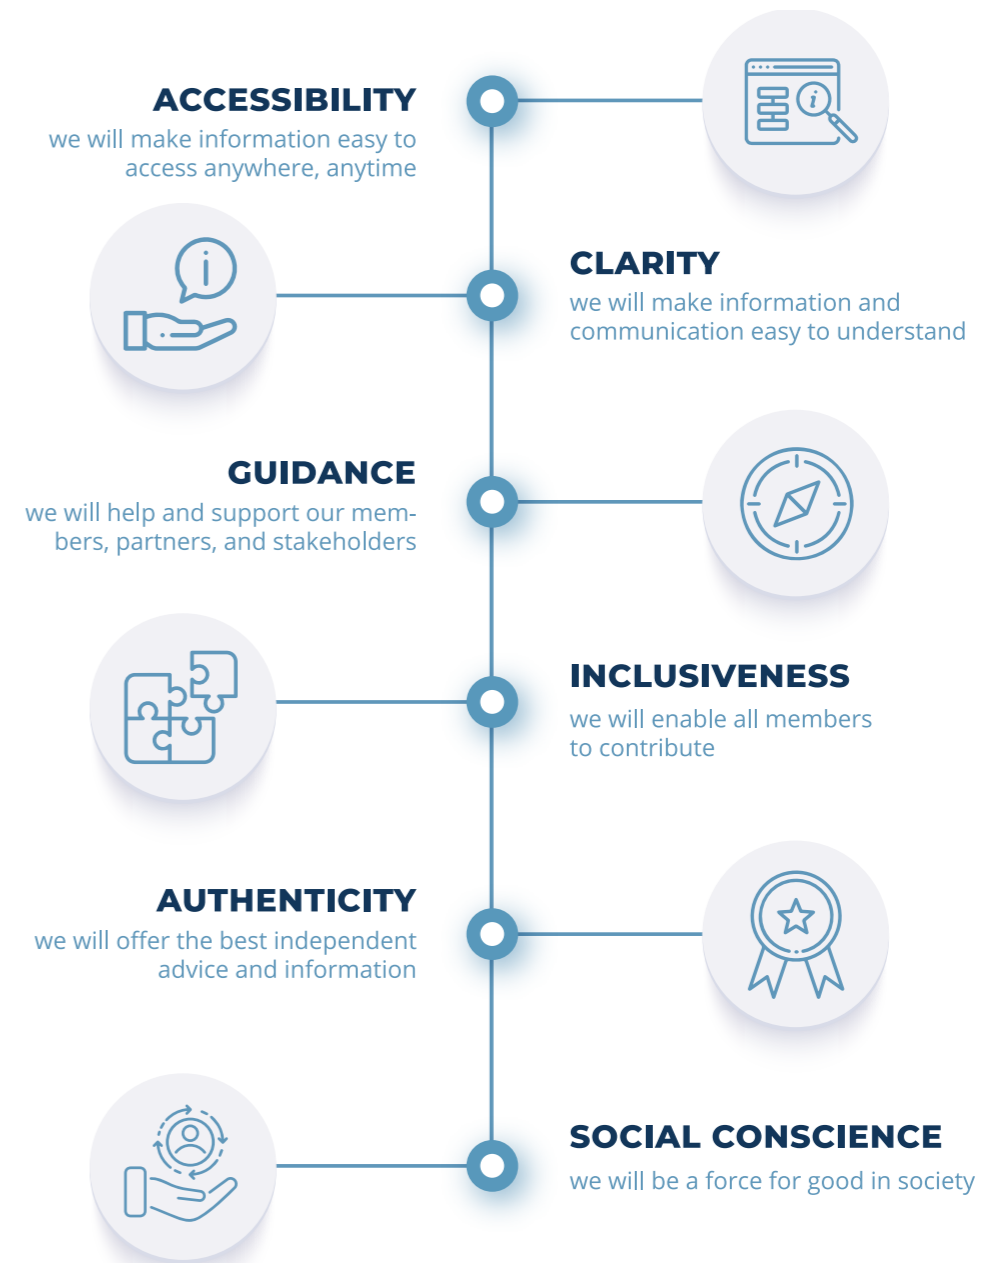 ACCESSIBILITY
we will make information easy to
access anywhere, anytime
i
i
CLARITY
we will make information and
communication easy to understand
GUIDANCE
we will help and support our mem-
bers, partners, and stakeholders
INCLUSIVENESS
we will enable all members
to contribute
AUTHENTICITY
we will offer the best independent
advice and information
SOCIAL CONSCIENCE
we will be a force for good in society